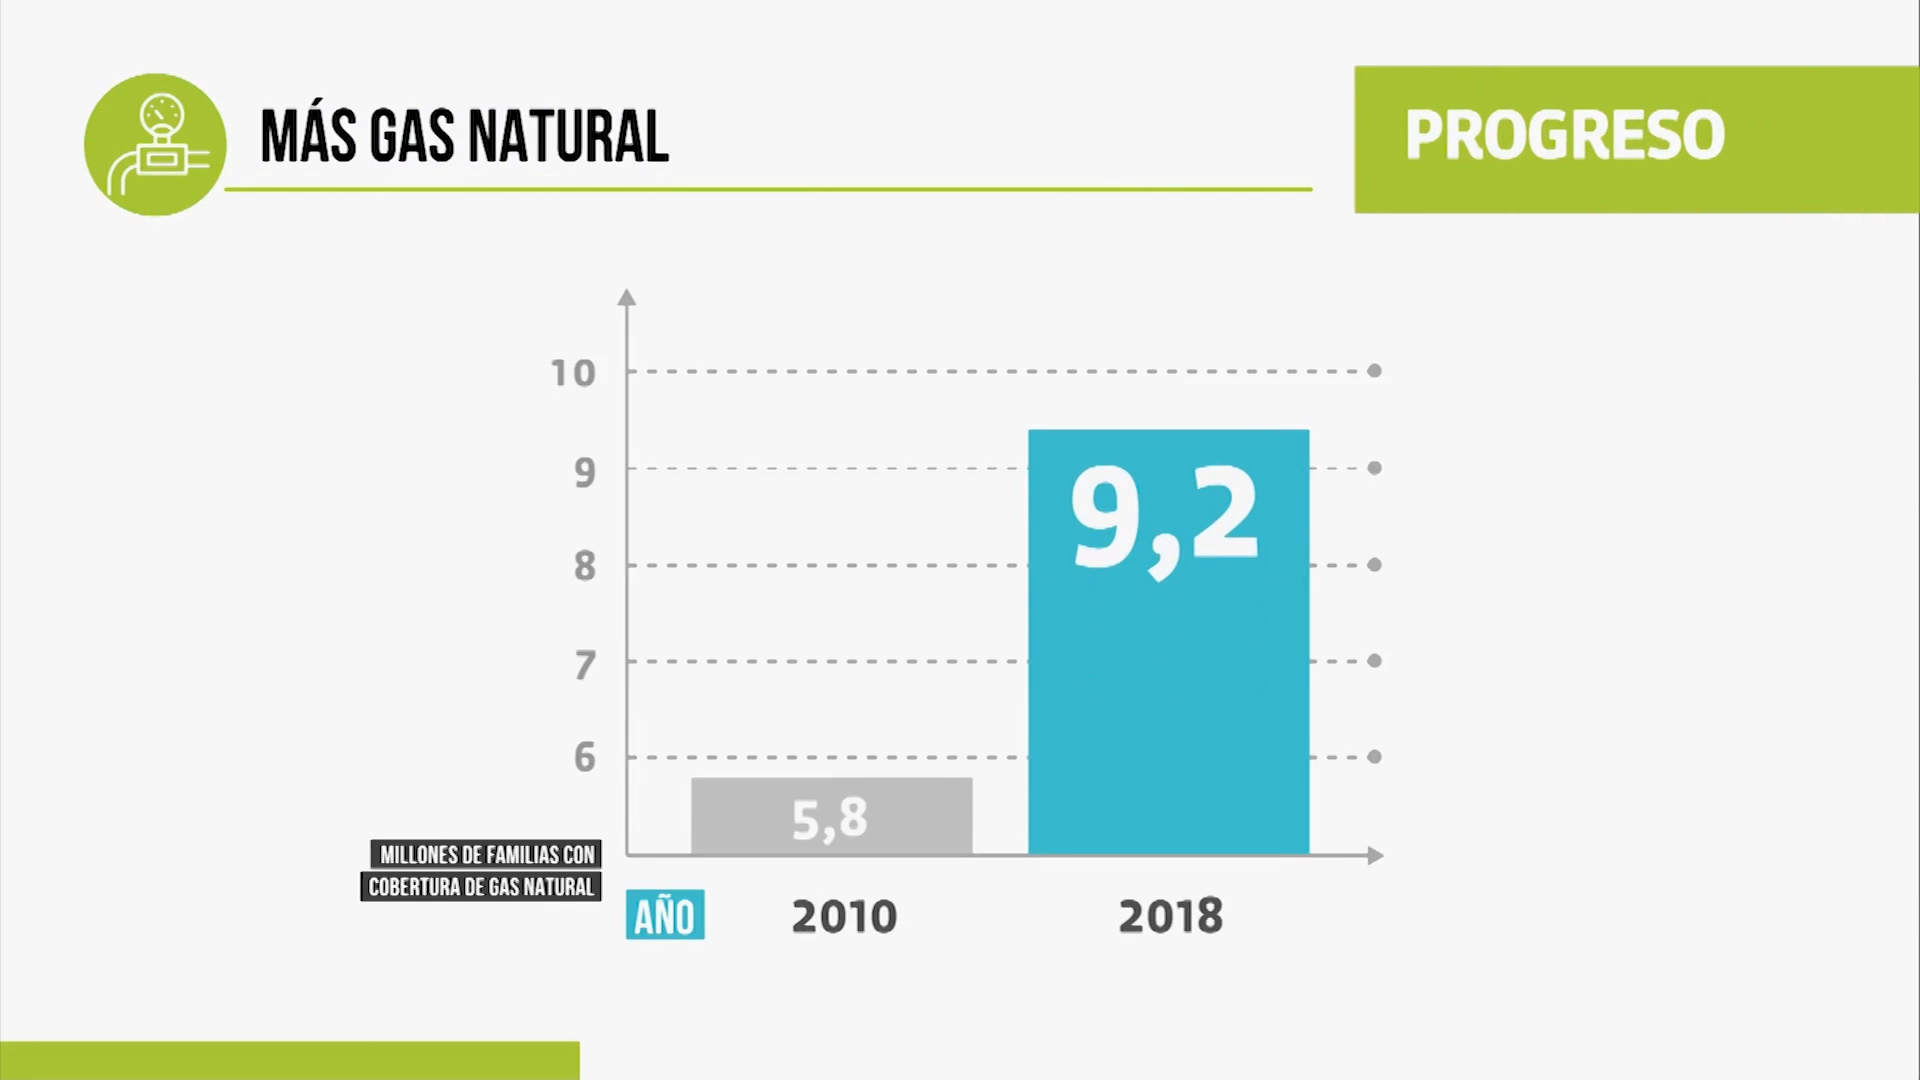 MÁS GAS NATURAL
PROGRESO
10
9
8
7
6
9,2
5,8
MILLONES DE FAMILIAS CON
COBERTURA DE GAS NATURAL
AÑO
2010
2018